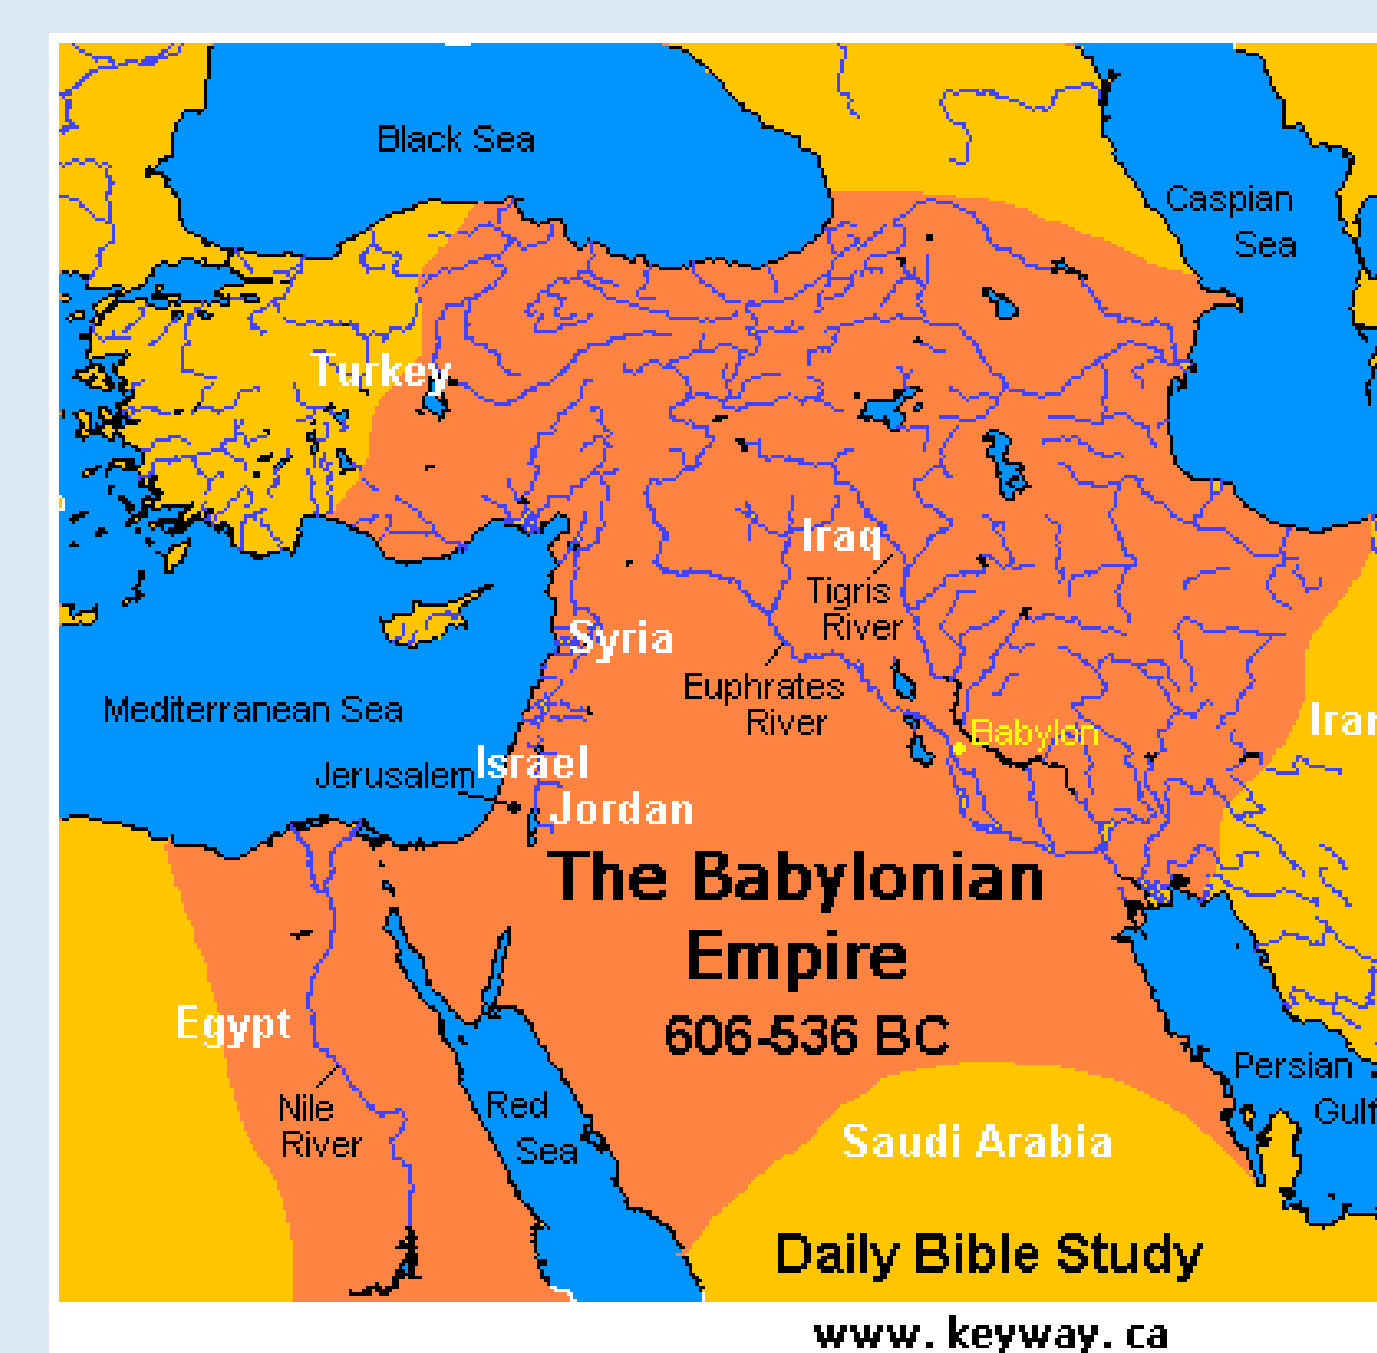 Black Sea
Caspian
Sea
Turkey
Iraq
Tigris
River
Syria
Euphrates
River
Mediterranean Sea
Iran
Babylon
Israel
Jerusalem
Jordan
The Babylonian
Empire
606-536 BC
Egypt
Nile
River
Red
Sea
Persian
Gulf
Saudi Arabia
Daily Bible Study
www.keyway.ca